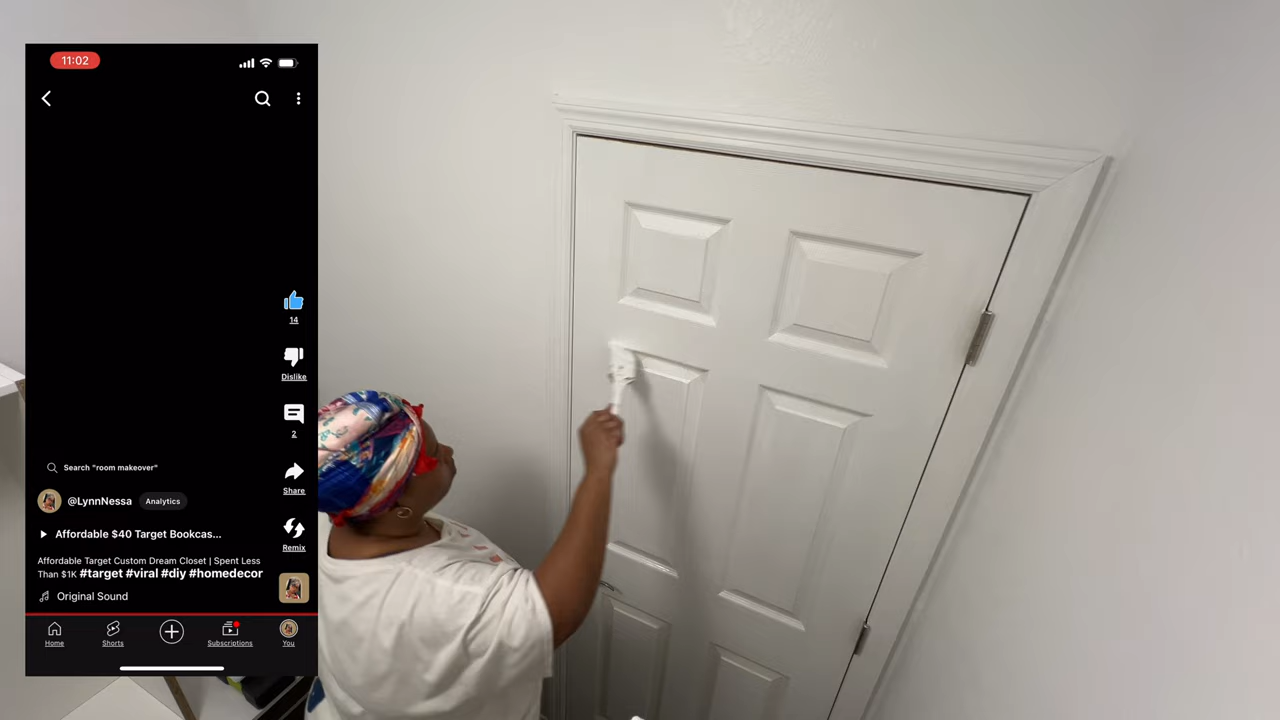 11:02
14
Dislike
2
Search "room makeover"
Share
@LynnNessa Analytics
Affordable $40 Target Bookcas...
Remix
Affordable Target Custom Dream Closet | Spent Less
Than $1K #target #viral #diy #homedecor
Original Sound
Home Shorts Subscriptions You